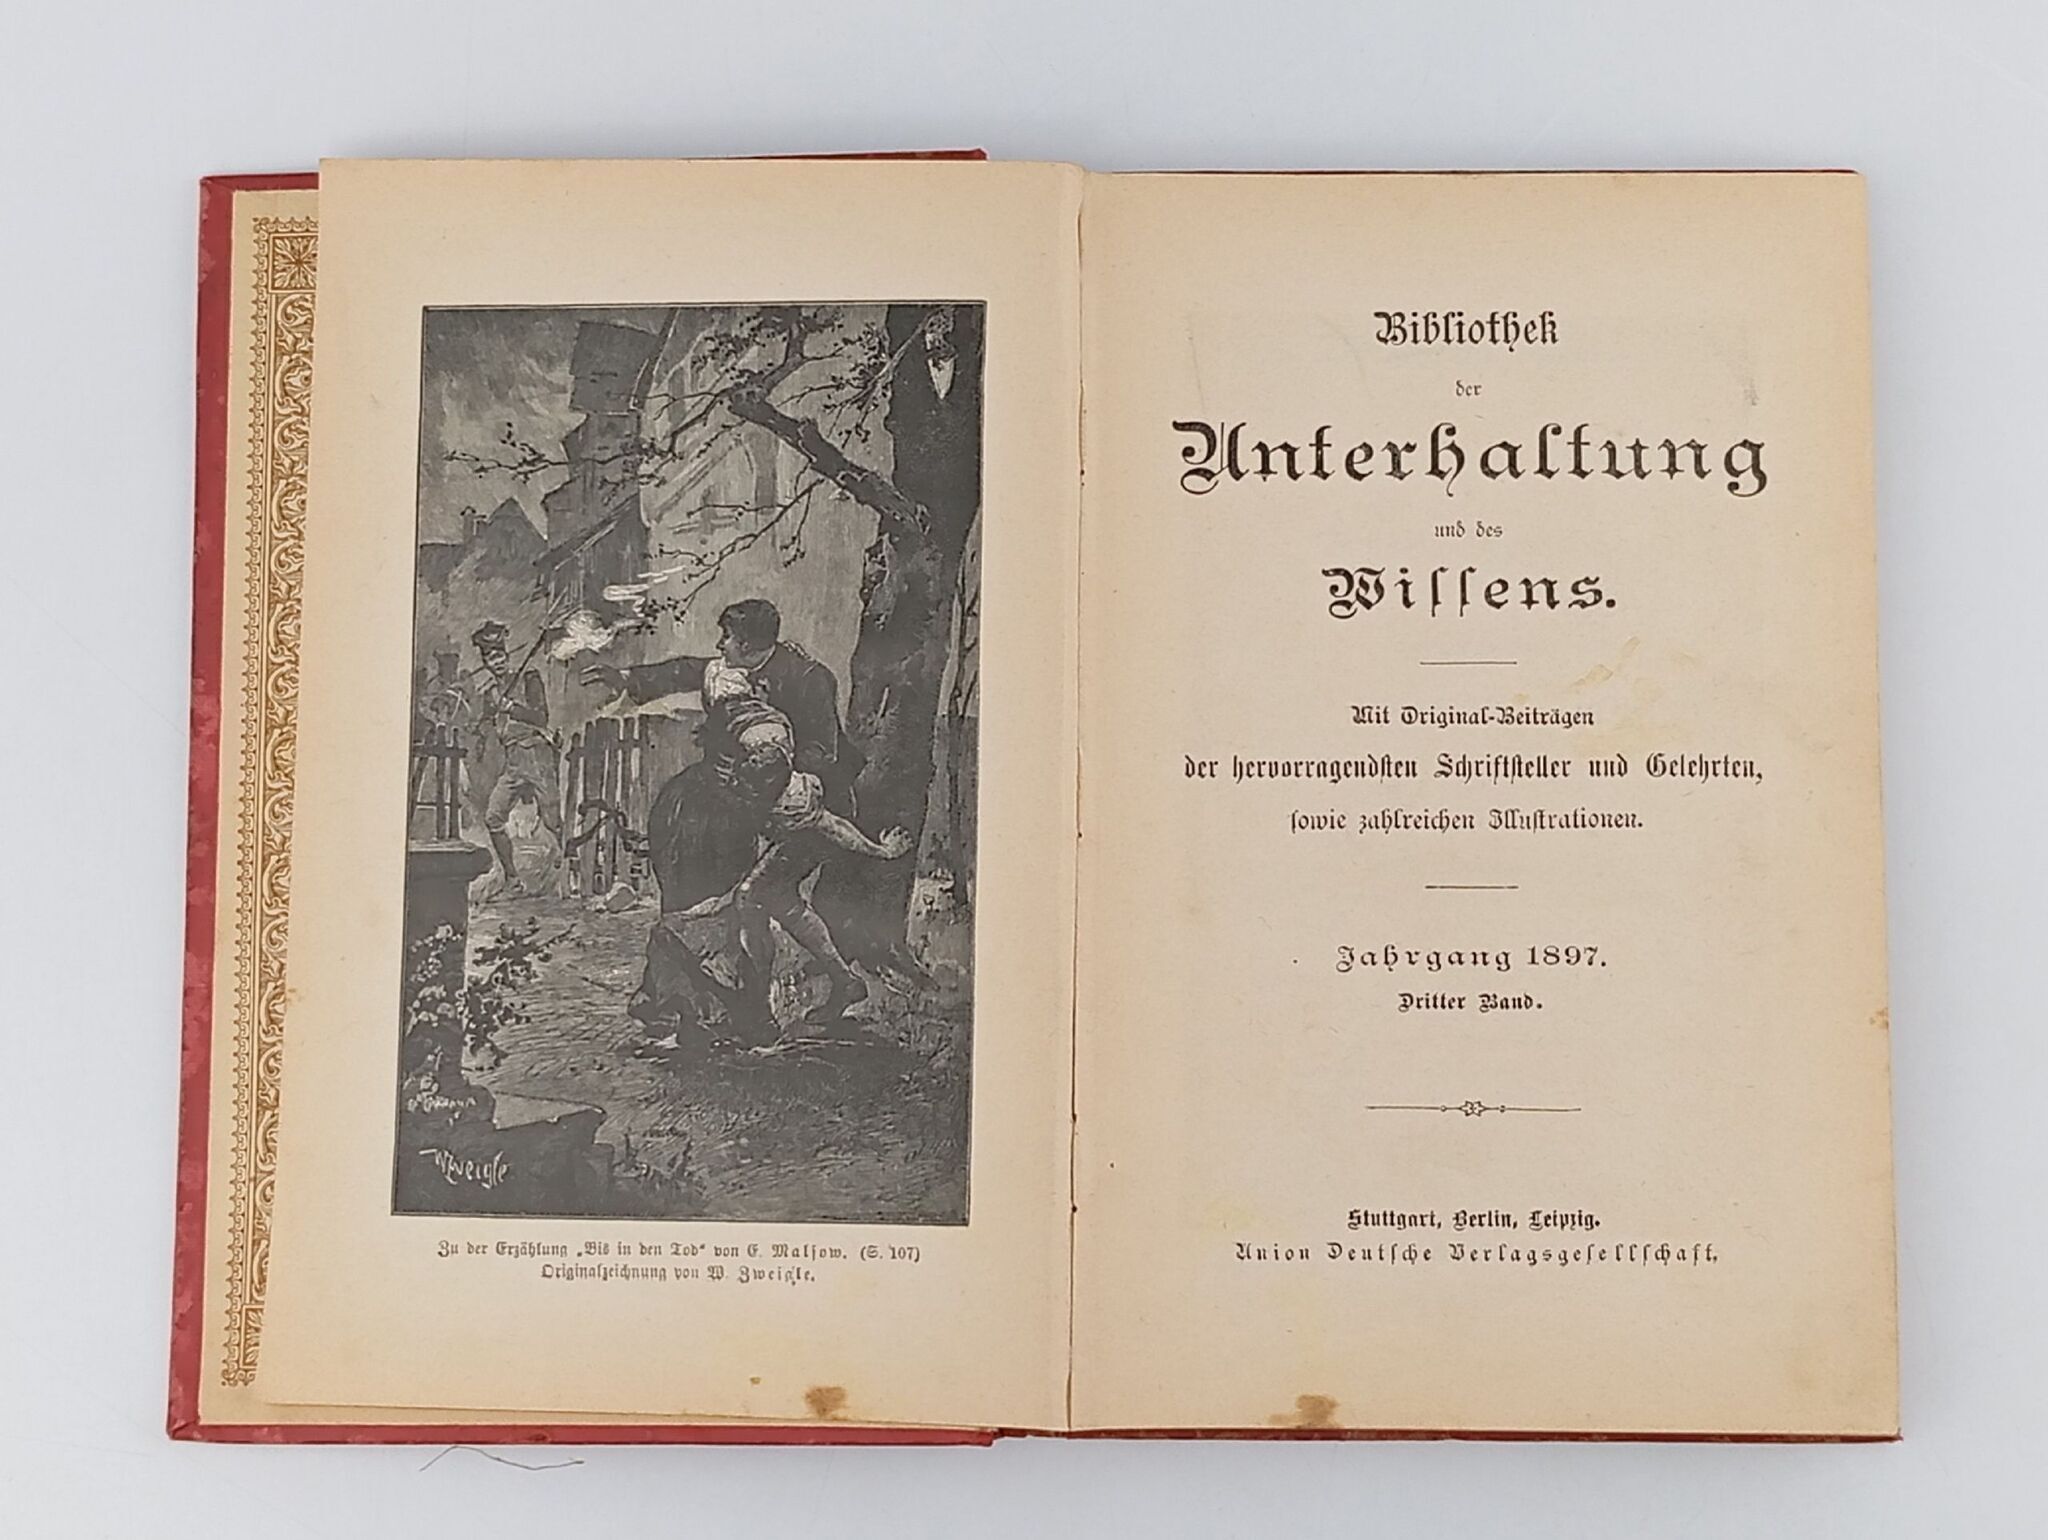 WZweigle
Zu der Erzählung „Bis in den Tod“ von E. Malsow. (S. 107)
Originalzeichnung von W. Zweigle.
Bibliothek
der
Unterhaltung
und des
Wissens.
Mit Original-Beiträgen
der hervorragendsten Schriftsteller und Gelehrten,
sowie zahlreichen Illustrationen.
Jahrgang 1897.
Dritter Band.
Stuttgart, Berlin, Leipzig.
Union Deutsche Verlagsgesellschaft.